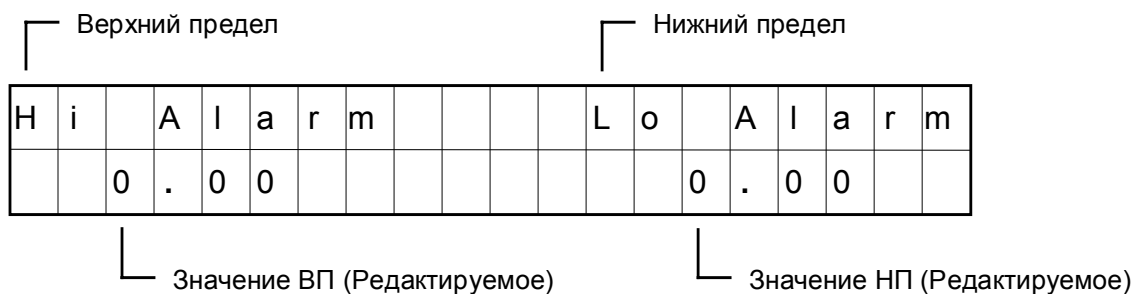 Верхний предел Нижний предел
Hi Alarm Lo Alarm
0.00 0.00
Значение ВП (Редактируемое) Значение НП (Редактируемое)